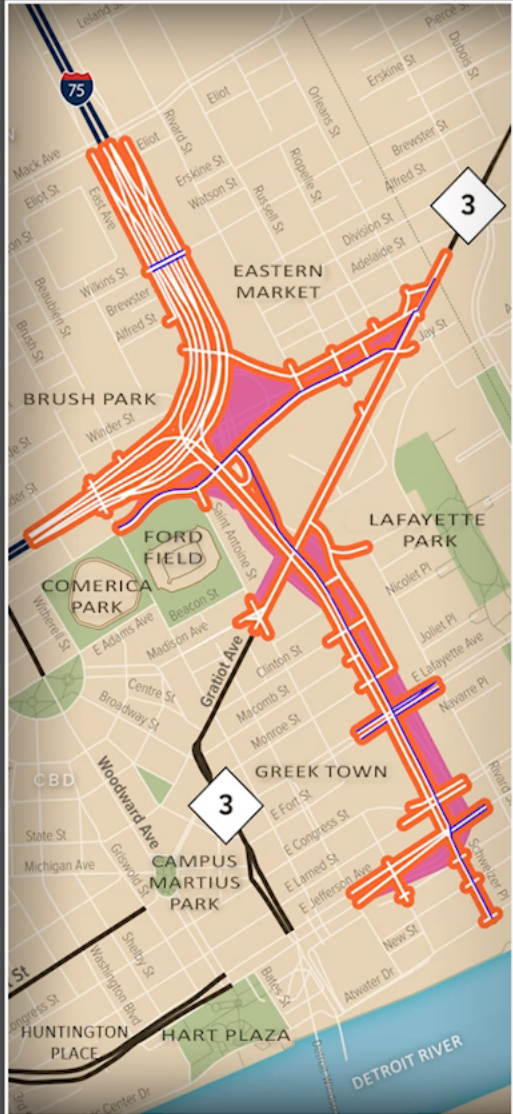 Leland St
Pierce St
Dubois St
75
Erskine St
Eliot
Orleans St
Rivard St
Eliot
Mack Ave
Brewster St
Riopelle St
Erskine St
Alfred St
Watson St
Eliot St
East Ave
Russell St
3
Division St
Adelaide St
EASTERN
MARKET
Wilkins St
Beaubien St
Brewster
Alfred St
Brush St
Jay St
BRUSH PARK
Winder St
LAFAYETTE
PARK
Saint Antoine St
FORD
FIELD
COMERICA
PARK
Nicolet Pl
Witherell St
Beacon St
E Adams Ave
Madison Ave
Joliet Pl
E Lafayette Ave
Gratiot Ave
Clinton St
Navarre Pl
Centre St
Macomb St
Broadway St
Monroe St
GREEK TOWN
CBD
Woodward Ave
Rivard
3
E Fort St
State St
E Congress St
Michigan Ave
Griswold St
CAMPUS
MARTIUS
PARK
E Larned St
Schweizer Pl
E Jefferson Ave
New St
Shelby St
St
Washington Blvd
Bates St
Atwater Dr
ongress St
HUNTINGTON
PLACE
HART PLAZA
DETROIT RIVER
3rd
c Center Dr